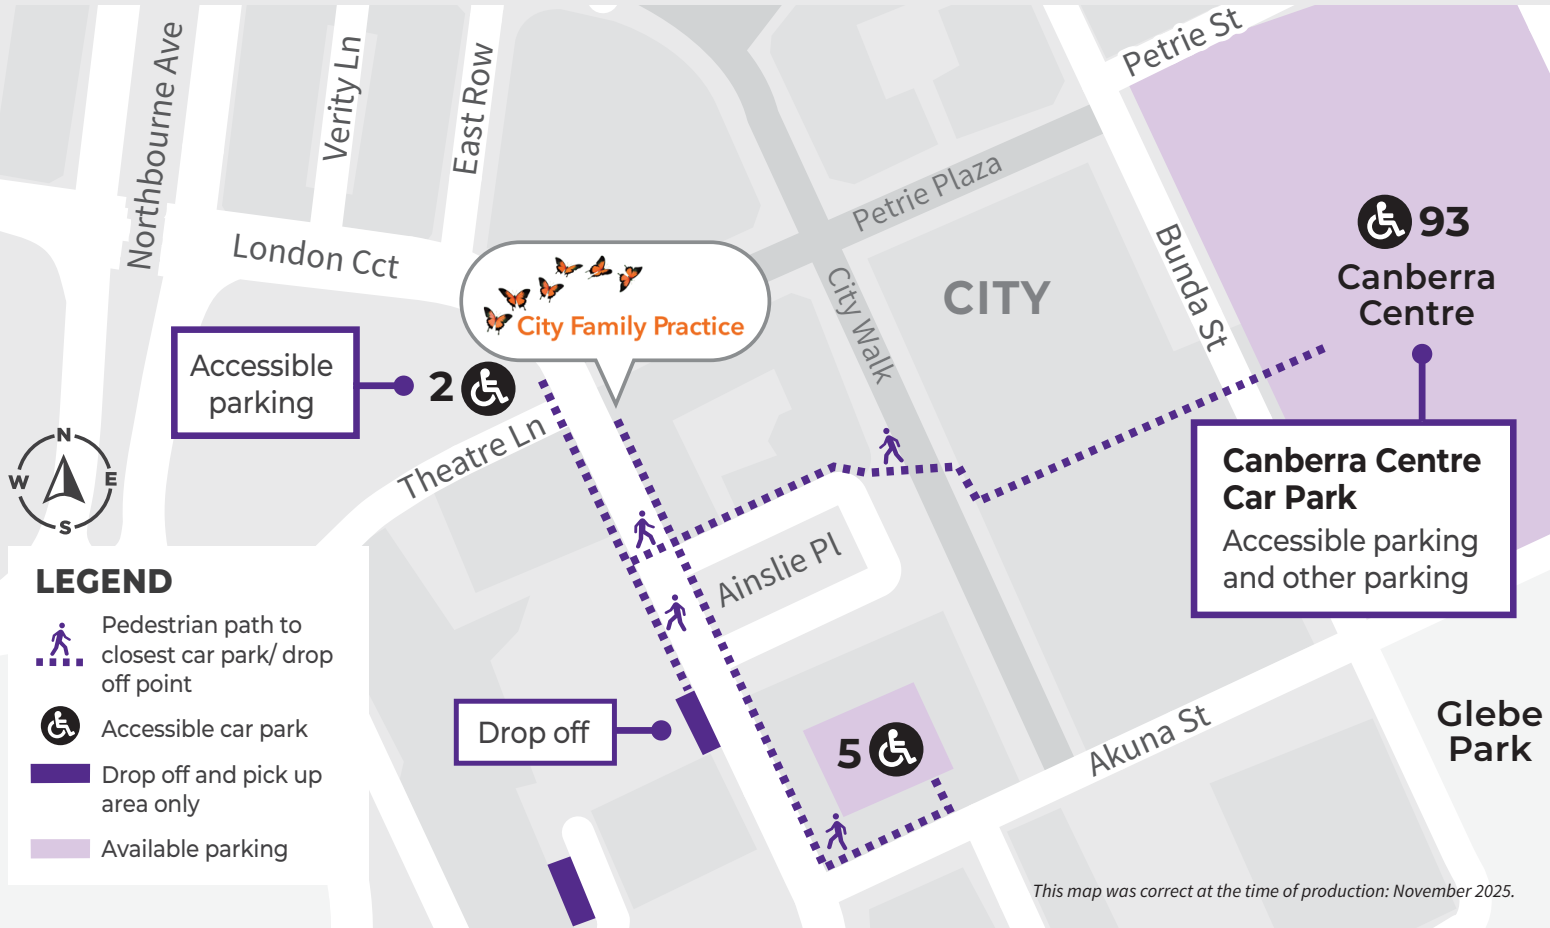 Northbourne Ave
Verity Ln
East Row
London Cct
Petrie St
Petrie Plaza
City Walk
CITY
Bunda St
93
Canberra
Centre
City Family Practice
Accessible
parking
2
Theatre Ln
N
W
E
S
Canberra Centre
Car Park
Accessible parking
and other parking
Ainslie Pl
LEGEND
Pedestrian path to
closest car park/ drop
off point
Accessible car park
Drop off and pick up
area only
Available parking
Drop off
5
Akuna St
Glebe
Park
This map was correct at the time of production: November 2025.